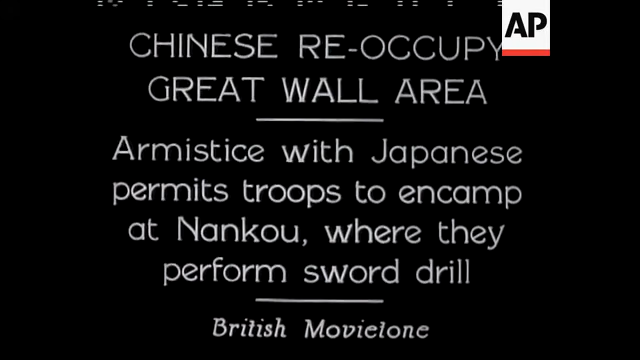 AP
CHINESE RE-OCCUPY
GREAT WALL AREA
Armistice with Japanese
permits troops to encamp
at Nankou, where they
perform sword drill
British Movietone